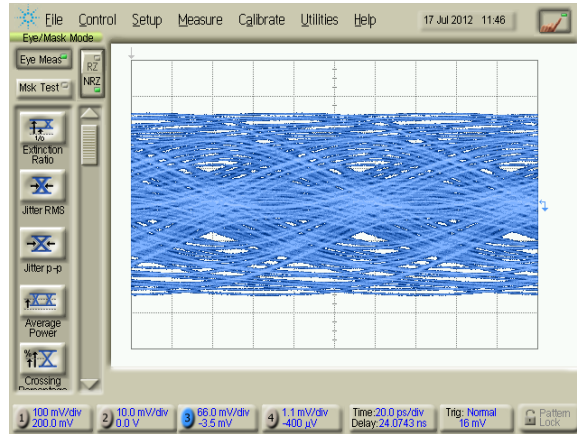 File Control Setup Measure Calibrate Utilities Help 17 Jul 2012 11:46
Eye/Mask Mode
Eye Meas
RZ
Msk Test
NRZ
1/0
Extinction
Ratio
Jitter RMS
Jitter p-p
Average
Power
%
Crossing
Percentage
1 100 mV/div
200.0 mV
2 10.0 mV/div
0.0 V
3 66.0 mV/div
-3.5 mV
4 1.1 mV/div
-400 µV
Time:20.0 ps/div
Delay:24.0743 ns
Trig: Normal
16 mV
Pattern
Lock